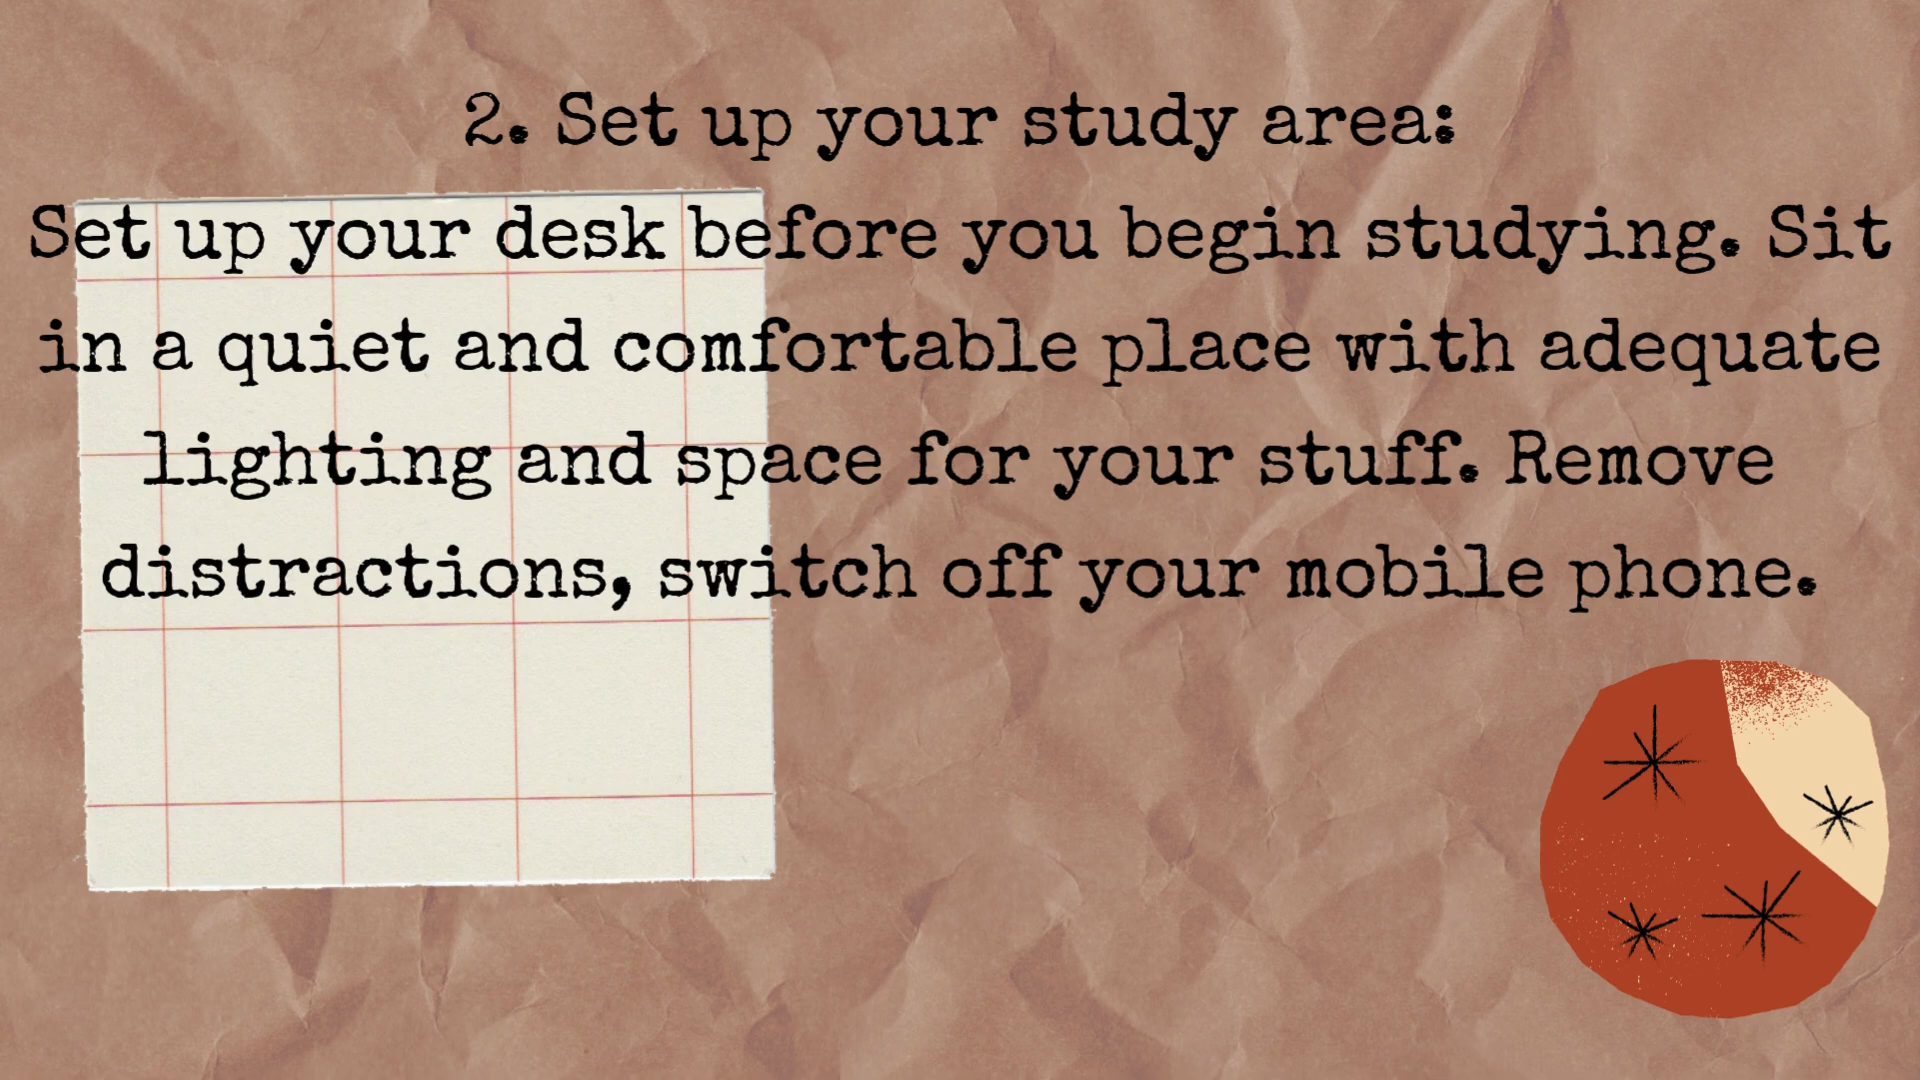 2. Set up your study area:
Set up your desk before you begin studying. Sit
in a quiet and comfortable place with adequate
lighting and space for your stuff. Remove
distractions, switch off your mobile phone.